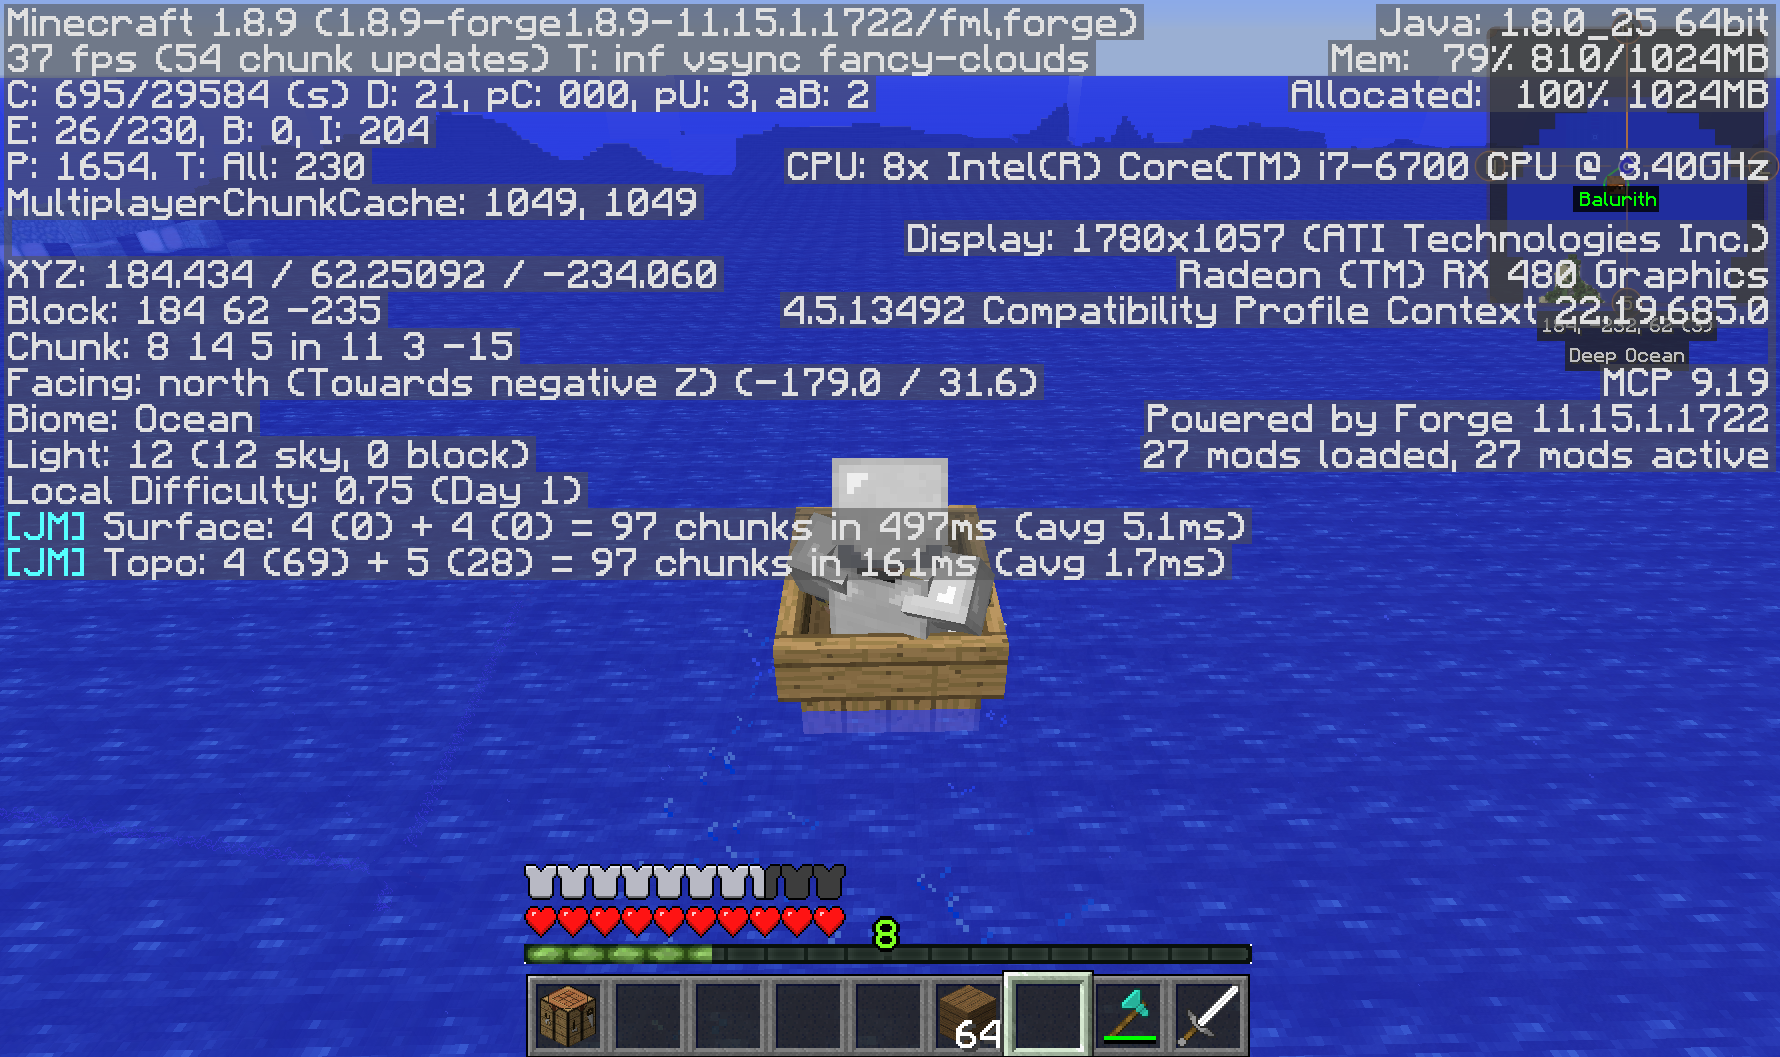 Minecraft 1.8.9 (1.8.9-forge1.8.9-11.15.1.1722/fml,forge)
37 fps (54 chunk updates) T: inf vsync fancy-clouds
C: 695/29584 (s) D: 21, pC: 000, pU: 3, aB: 2
E: 26/230, B: 0, I: 204
P: 1654. T: All: 230
MultiplayerChunkCache: 1049, 1049
XYZ: 184.434 / 62.25092 / -234.060
Block: 184 62 -235
Chunk: 8 14 5 in 11 3 -15
Facing: north (Towards negative Z) (-179.0 / 31.6)
Biome: Ocean
Light: 12 (12 sky, 0 block)
Local Difficulty: 0.75 (Day 1)
[JM] Surface: 4 (0) + 4 (0) = 97 chunks in 497ms (avg 5.1ms)
[JM] Topo: 4 (69) + 5 (28) = 97 chunks in 161ms (avg 1.7ms)
Java: 1.8.0_25 64bit
Mem: 79% 810/1024MB
Allocated: 100% 1024MB
CPU: 8x Intel(R) Core(TM) i7-6700 CPU @ 3.40GHz
Balurith
Display: 1780x1057 (ATI Technologies Inc.)
Radeon (TM) RX 480 Graphics
4.5.13492 Compatibility Profile Context 22.19.685.0
184, -232, 62 (3)
Deep Ocean
MCP 9.19
Powered by Forge 11.15.1.1722
27 mods loaded, 27 mods active
8
64